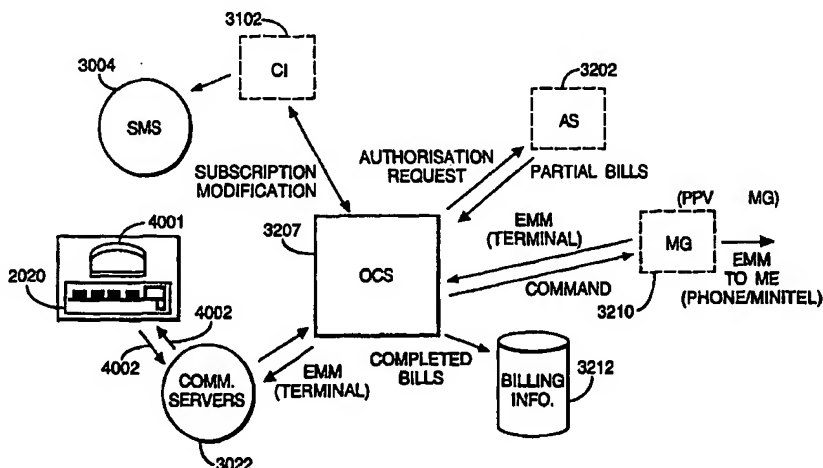 3102
CI
3004
SMS
3202
AS
SUBSCRIPTION
MODIFICATION
AUTHORISATION
REQUEST
PARTIAL BILLS
4001
2020
4002
4002
3207
OCS
EMM
(TERMINAL)
COMMAND
(PPV MG)
MG
3210
EMM
TO ME
(PHONE/MINITEL)
COMM.
SERVERS
3022
EMM
(TERMINAL)
COMPLETED
BILLS
BILLING
INFO.
3212